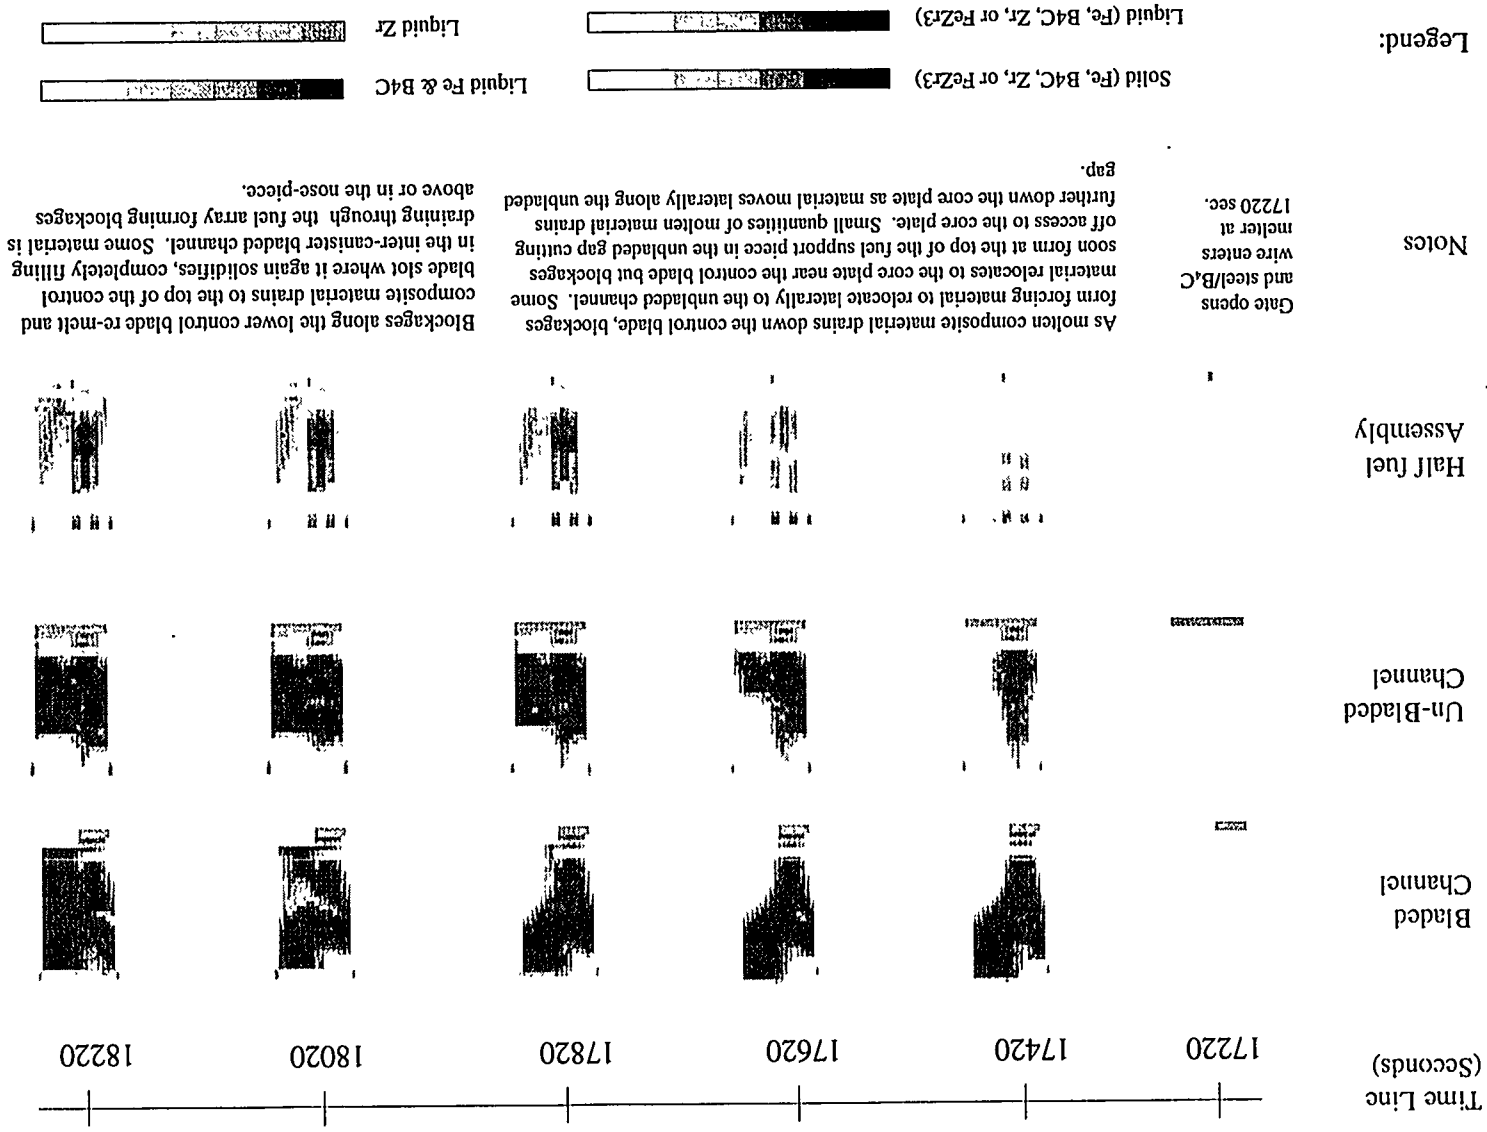 Time Line
(Seconds)
17220
17420
17620
17820
18020
18220
Bladed
Channel
Un-Bladed
Channel
Half fuel
Assembly
Notes
Gate opens
and steel/B₄C
wire enters
melter at
17220 sec.
As molten composite material drains down the control blade, blockages
form forcing material to relocate laterally to the unbladed channel. Some
material relocates to the core plate near the control blade but blockages
soon form at the top of the fuel support piece in the unbladed gap cutting
off access to the core plate. Small quantities of molten material drains
further down the core plate as material moves laterally along the unbladed
gap.
Blockages along the lower control blade re-melt and
composite material drains to the top of the control
blade slot where it again solidifies, completely filling
in the inter-canister bladed channel. Some material is
draining through the fuel array forming blockages
above or in the nose-piece.
Legend:
Solid (Fe, B4C, Zr, or FeZr3)
Liquid Fe & B4C
Liquid (Fe, B4C, Zr, or FeZr3)
Liquid Zr